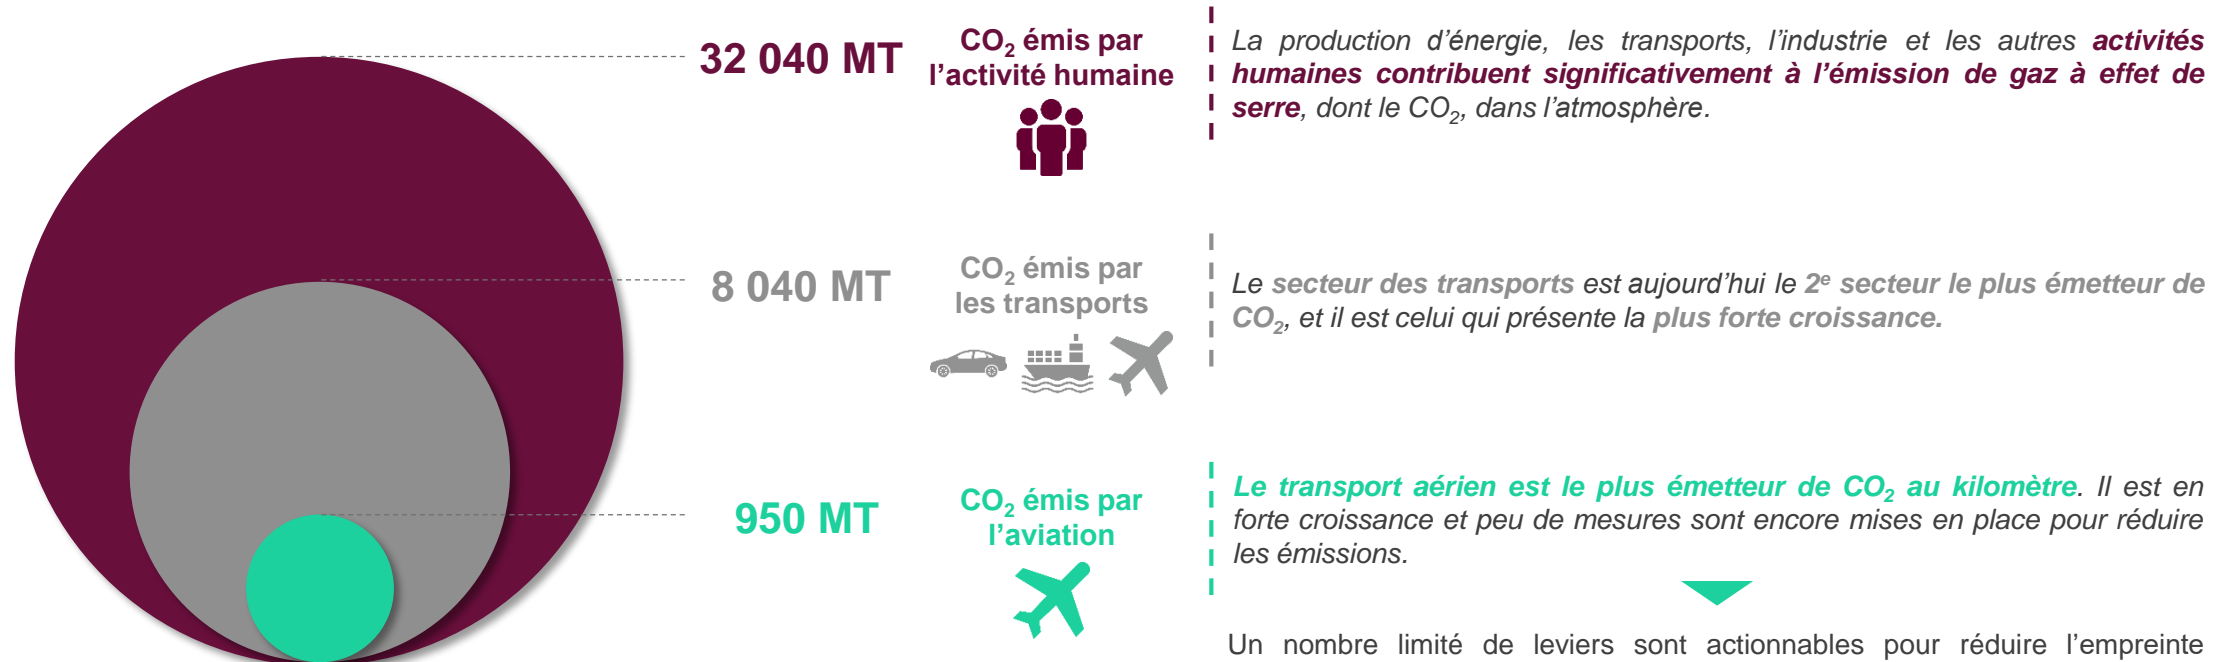 32 040 MT
CO₂ émis par
l’activité humaine
La production d’énergie, les transports, l’industrie et les autres activités
humaines contribuent significativement à l’émission de gaz à effet de
serre, dont le CO₂, dans l’atmosphère.
8 040 MT
CO₂ émis par
les transports
Le secteur des transports est aujourd’hui le 2ᵉ secteur le plus émetteur de
CO₂, et il est celui qui présente la plus forte croissance.
950 MT
CO₂ émis par
l’aviation
Le transport aérien est le plus émetteur de CO₂ au kilomètre. Il est en
forte croissance et peu de mesures sont encore mises en place pour réduire
les émissions.
Un nombre limité de leviers sont actionnables pour réduire l’empreinte